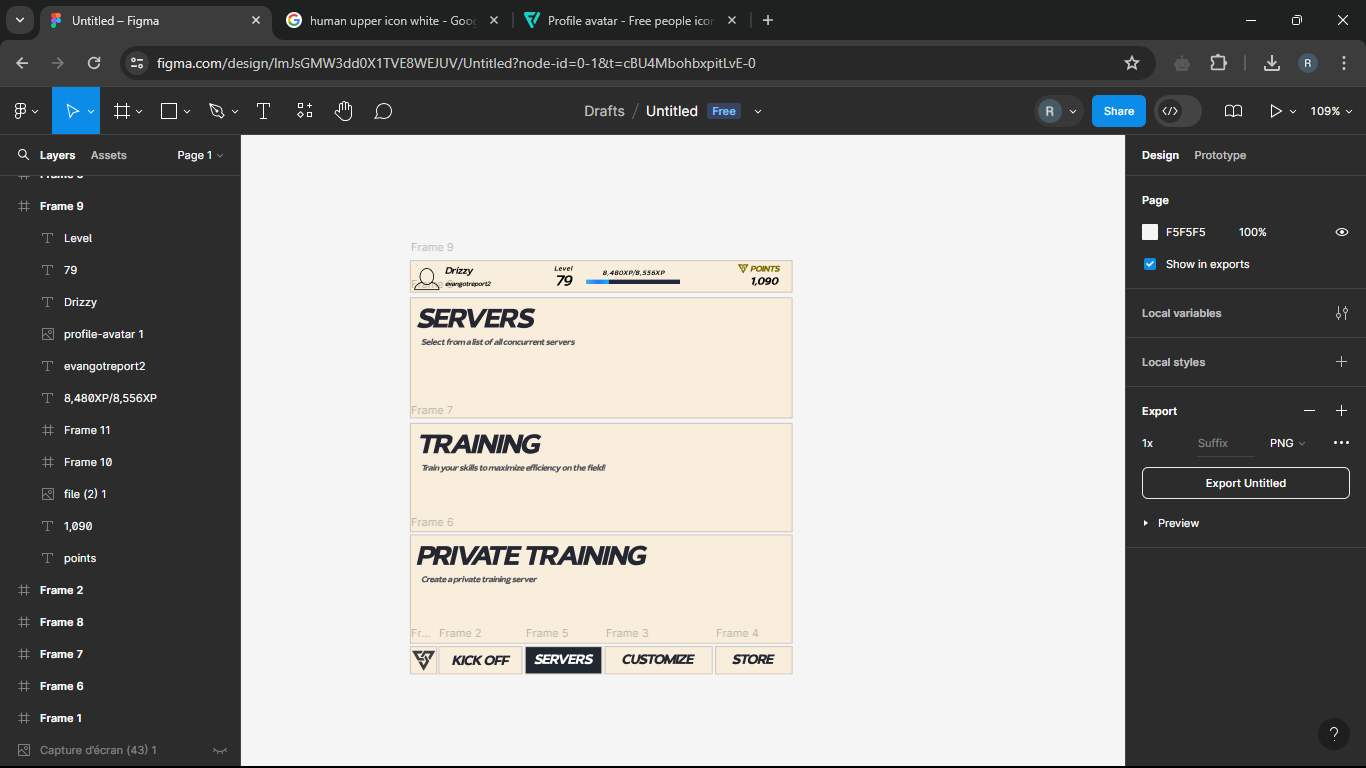 Untitled – Figma
human upper icon white - Goo
Profile avatar - Free people icon
figma.com/design/ImJsGMW3dd0X1TVE8WEJUV/Untitled?node-id=0-1&t=cBU4MbohbxpitLvE-0
R
Drafts / Untitled Free
R
Share
109%
Layers
Assets
Page 1
Frame 9
Level
79
Drizzy
profile-avatar 1
evangotreport2
8,480XP/8,556XP
Frame 11
Frame 10
file (2) 1
1,090
points
Frame 2
Frame 8
Frame 7
Frame 6
Frame 1
Capture d'écran (43) 1
Frame 9
Drizzy
evangotreport2
Level
79
8,480XP/8,556XP
POINTS
1,090
SERVERS
Select from a list of all concurrent servers
Frame 7
TRAINING
Train your skills to maximize efficiency on the field!
Frame 6
PRIVATE TRAINING
Create a private training server
Fr...
Frame 2
Frame 5
Frame 3
Frame 4
KICK OFF
SERVERS
CUSTOMIZE
STORE
Design
Prototype
Page
F5F5F5
100%
Show in exports
Local variables
Local styles
Export
1x
Suffix
PNG
Export Untitled
Preview
?